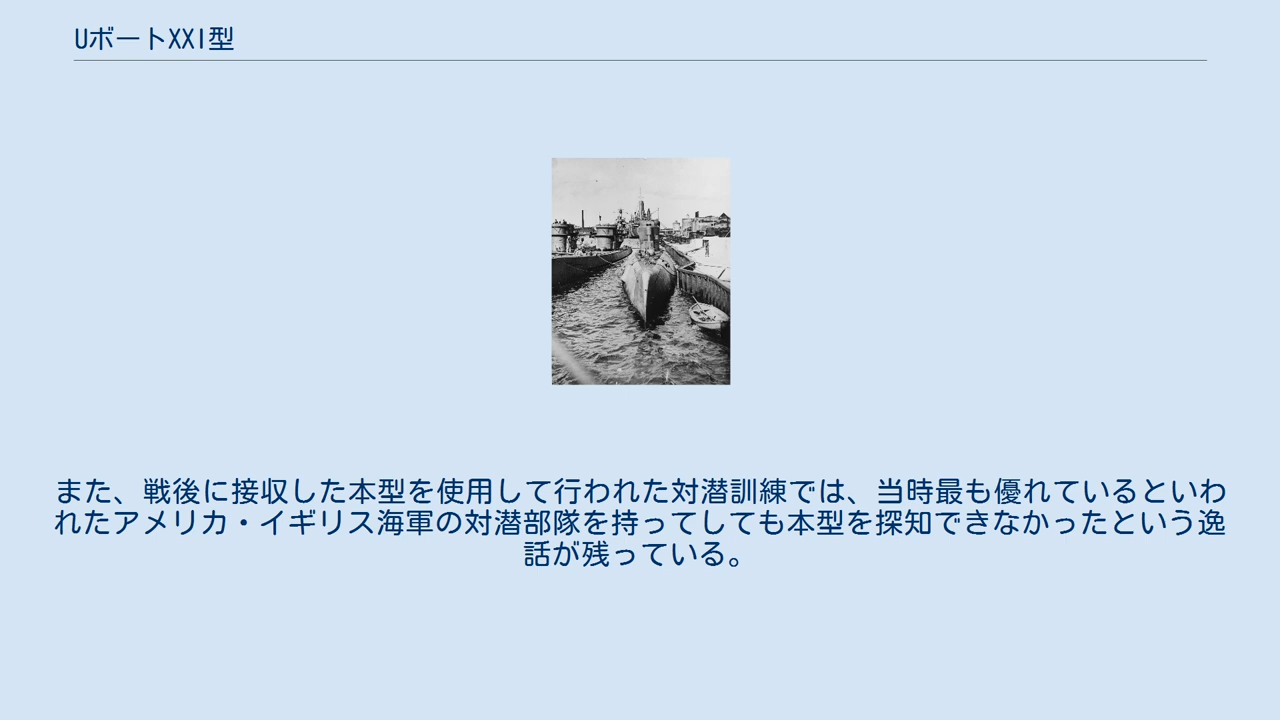 UボートXXI型
また、戦後に接収した本型を使用して行われた対潜訓練では、当時最も優れているといわ
れたアメリカ・イギリス海軍の対潜部隊を持ってしても本型を探知できなかったという逸
話が残っている。